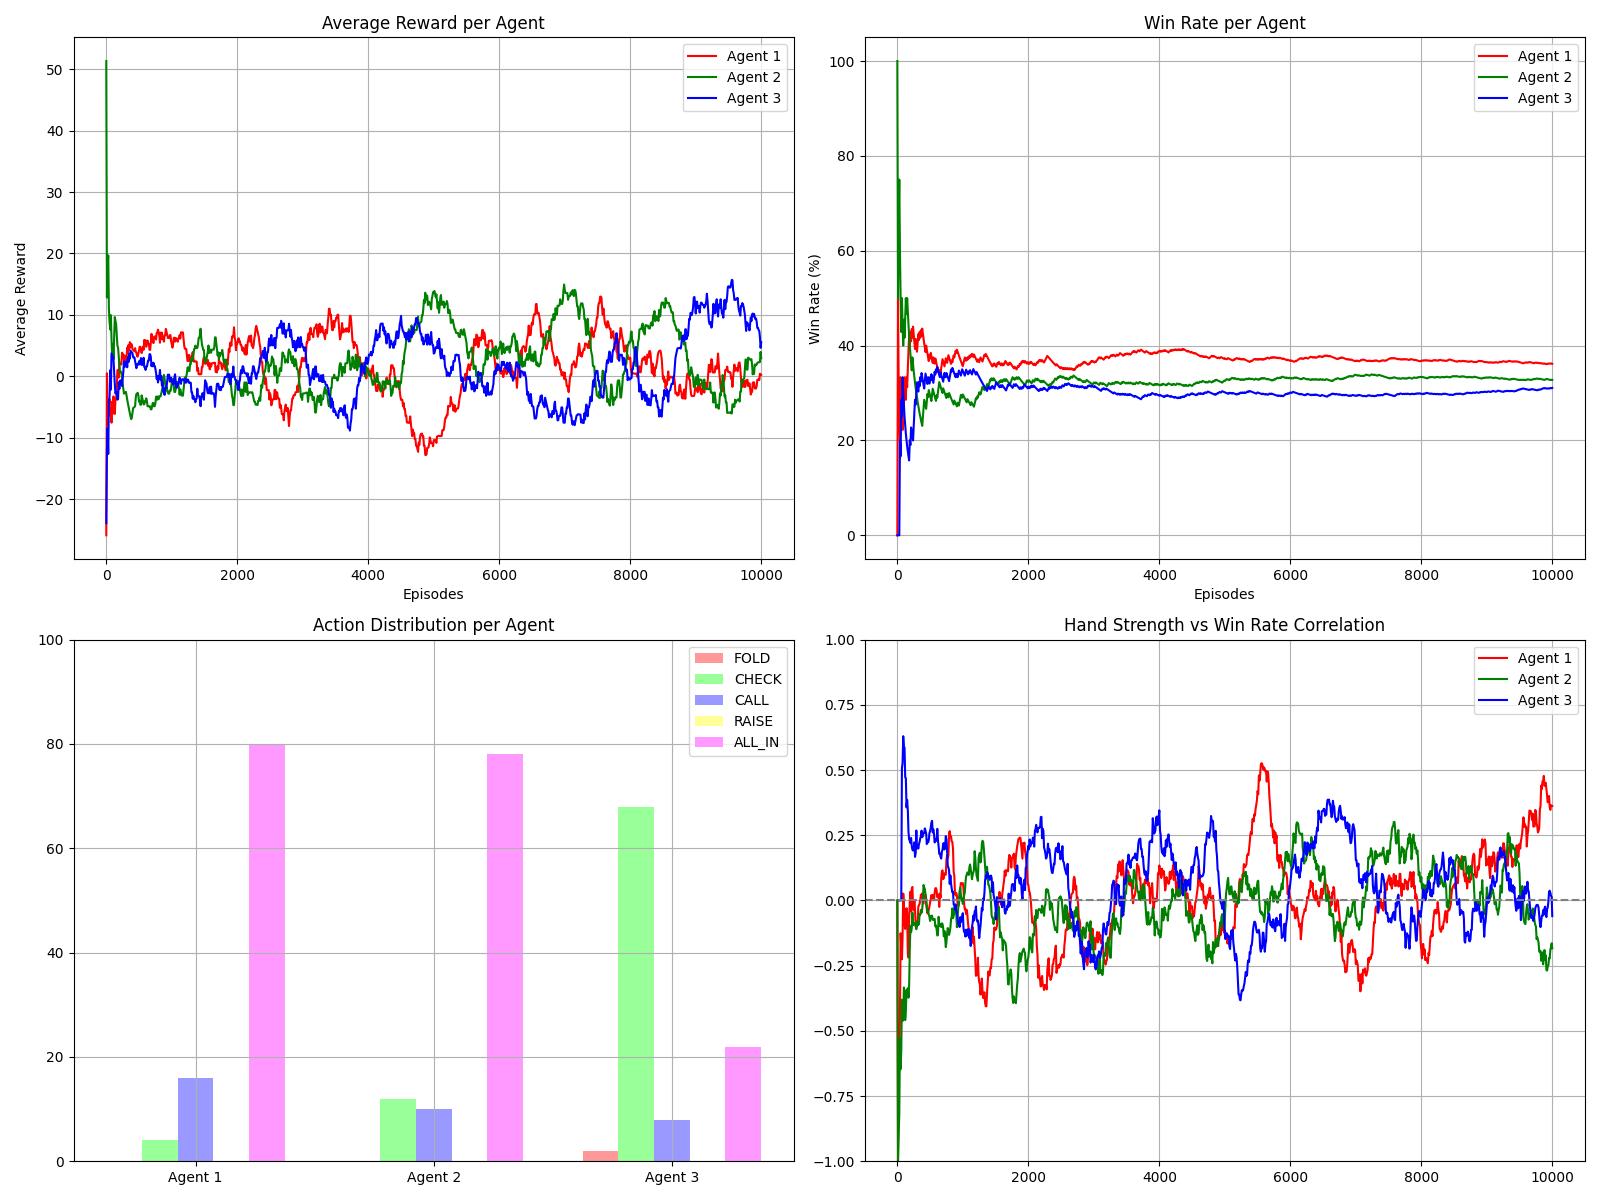 Average Reward per Agent
Average Reward
50
40
30
20
10
0
−10
−20
Agent 1
Agent 2
Agent 3
0 2000 4000 6000 8000 10000
Episodes
Win Rate per Agent
Win Rate (%)
100
80
60
40
20
0
Agent 1
Agent 2
Agent 3
0 2000 4000 6000 8000 10000
Episodes
Action Distribution per Agent
100
80
60
40
20
0
FOLD
CHECK
CALL
RAISE
ALL_IN
Agent 1 Agent 2 Agent 3
Hand Strength vs Win Rate Correlation
1.00
0.75
0.50
0.25
0.00
−0.25
−0.50
−0.75
−1.00
Agent 1
Agent 2
Agent 3
0 2000 4000 6000 8000 10000